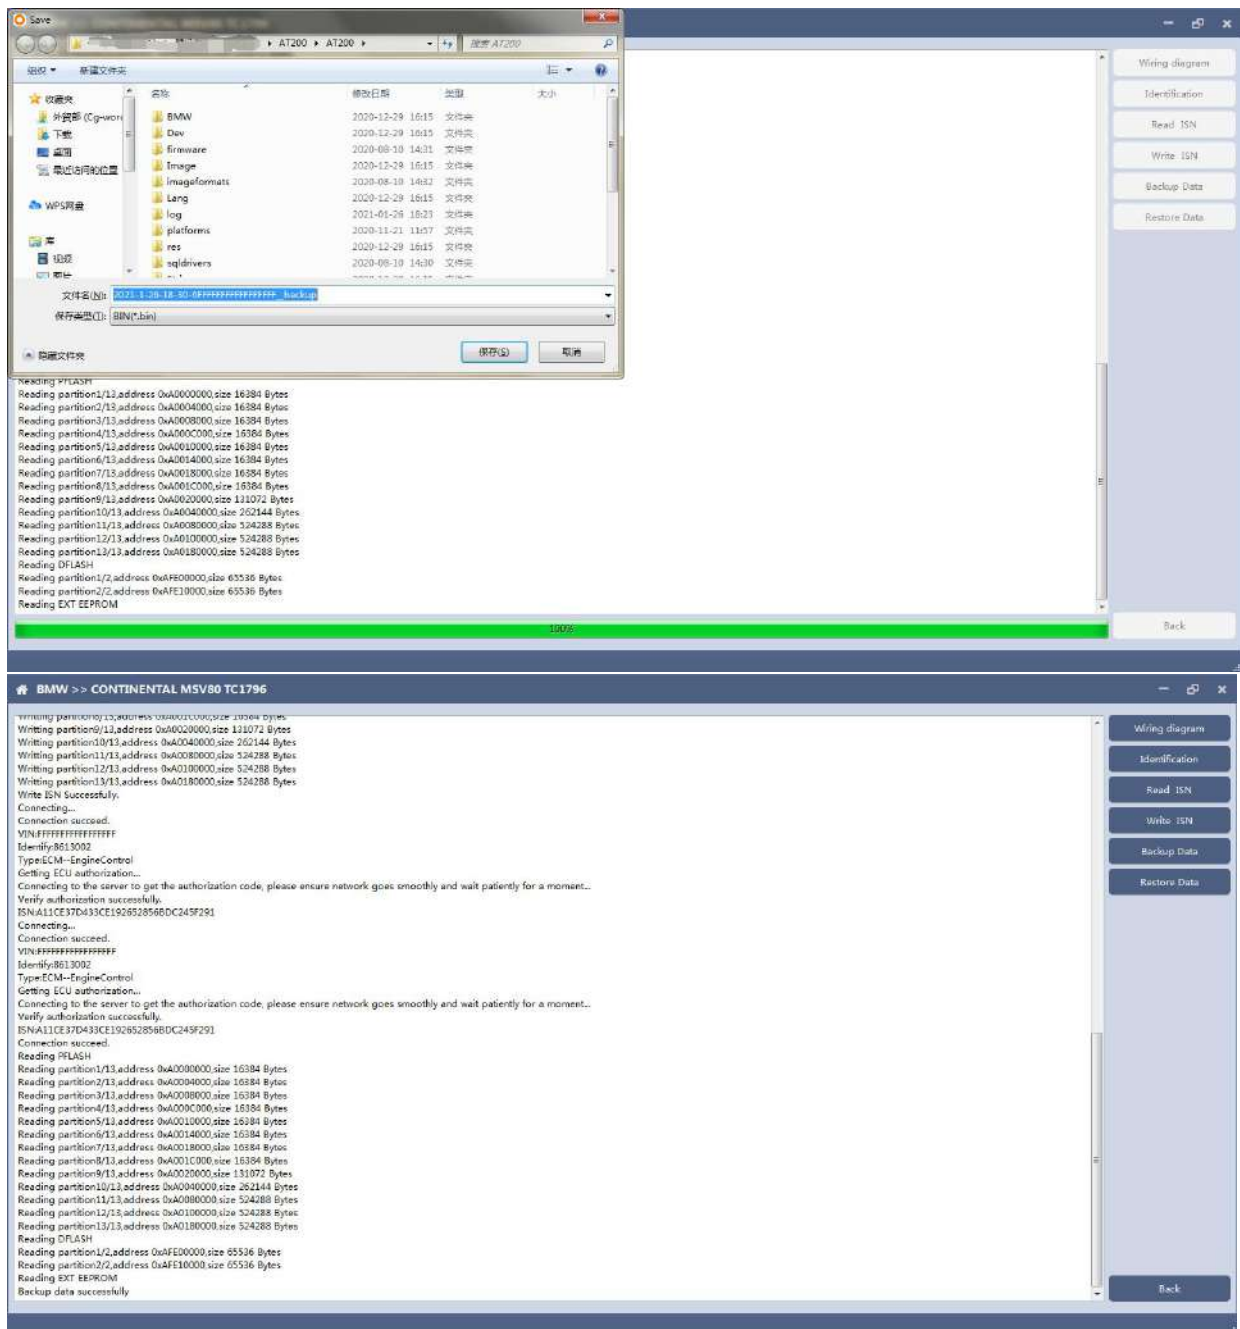 Save
▸ AT200 ▸ AT200 ▸
搜索 AT200
组织 ▾ 新建文件夹
收藏夹
外贸部 (Cg-wor
下载
桌面
最近访问的位置
WPS网盘
库
视频
图片
名称 修改日期 类型 大小
BMW 2020-12-29 16:15 文件夹
Dev 2020-12-29 16:15 文件夹
firmware 2020-08-10 14:31 文件夹
Image 2020-12-29 16:15 文件夹
imageformats 2020-08-10 14:32 文件夹
Lang 2020-12-29 16:15 文件夹
log 2021-01-26 18:23 文件夹
platforms 2020-11-21 11:57 文件夹
res 2020-12-29 16:15 文件夹
sqldrivers 2020-08-10 14:30 文件夹
文件名(N):
保存类型(T): BIN(*.bin)
隐藏文件夹
保存(S) 取消
Wiring diagram
Identification
Read ISN
Write ISN
Backup Data
Restore Data
Reading PFLASH
Reading partition1/13,address 0xA0000000,size 16384 Bytes
Reading partition2/13,address 0xA0004000,size 16384 Bytes
Reading partition3/13,address 0xA0008000,size 16384 Bytes
Reading partition4/13,address 0xA000C000,size 16384 Bytes
Reading partition5/13,address 0xA0010000,size 16384 Bytes
Reading partition6/13,address 0xA0014000,size 16384 Bytes
Reading partition7/13,address 0xA0018000,size 16384 Bytes
Reading partition8/13,address 0xA001C000,size 16384 Bytes
Reading partition9/13,address 0xA0020000,size 131072 Bytes
Reading partition10/13,address 0xA0040000,size 262144 Bytes
Reading partition11/13,address 0xA0080000,size 524288 Bytes
Reading partition12/13,address 0xA0100000,size 524288 Bytes
Reading partition13/13,address 0xA0180000,size 524288 Bytes
Reading DFLASH
Reading partition1/2,address 0xAFE00000,size 65536 Bytes
Reading partition2/2,address 0xAFE10000,size 65536 Bytes
Reading EXT EEPROM
100%
Back
BMW >> CONTINENTAL MSV80 TC1796
Writting partition8/13,address 0xA001C000,size 16384 Bytes
Writting partition9/13,address 0xA0020000,size 131072 Bytes
Writting partition10/13,address 0xA0040000,size 262144 Bytes
Writting partition11/13,address 0xA0080000,size 524288 Bytes
Writting partition12/13,address 0xA0100000,size 524288 Bytes
Writting partition13/13,address 0xA0180000,size 524288 Bytes
Write ISN Successfully.
Connecting...
Connection succeed.
VIN:FFFFFFFFFFFFFFFFF
Identify:8613002
Type:ECM--EngineControl
Getting ECU authorization...
Connecting to the server to get the authorization code, please ensure network goes smoothly and wait patiently for a moment...
Verify authorization successfully.
ISN:A11CE37D433CE192652856BDC245F291
Connecting...
Connection succeed.
VIN:FFFFFFFFFFFFFFFFF
Identify:8613002
Type:ECM--EngineControl
Getting ECU authorization...
Connecting to the server to get the authorization code, please ensure network goes smoothly and wait patiently for a moment...
Verify authorization successfully.
ISN:A11CE37D433CE192652856BDC245F291
Connection succeed.
Reading PFLASH
Reading partition1/13,address 0xA0000000,size 16384 Bytes
Reading partition2/13,address 0xA0004000,size 16384 Bytes
Reading partition3/13,address 0xA0008000,size 16384 Bytes
Reading partition4/13,address 0xA000C000,size 16384 Bytes
Reading partition5/13,address 0xA0010000,size 16384 Bytes
Reading partition6/13,address 0xA0014000,size 16384 Bytes
Reading partition7/13,address 0xA0018000,size 16384 Bytes
Reading partition8/13,address 0xA001C000,size 16384 Bytes
Reading partition9/13,address 0xA0020000,size 131072 Bytes
Reading partition10/13,address 0xA0040000,size 262144 Bytes
Reading partition11/13,address 0xA0080000,size 524288 Bytes
Reading partition12/13,address 0xA0100000,size 524288 Bytes
Reading partition13/13,address 0xA0180000,size 524288 Bytes
Reading DFLASH
Reading partition1/2,address 0xAFE00000,size 65536 Bytes
Reading partition2/2,address 0xAFE10000,size 65536 Bytes
Reading EXT EEPROM
Backup data successfully
Wiring diagram
Identification
Read ISN
Write ISN
Backup Data
Restore Data
Back